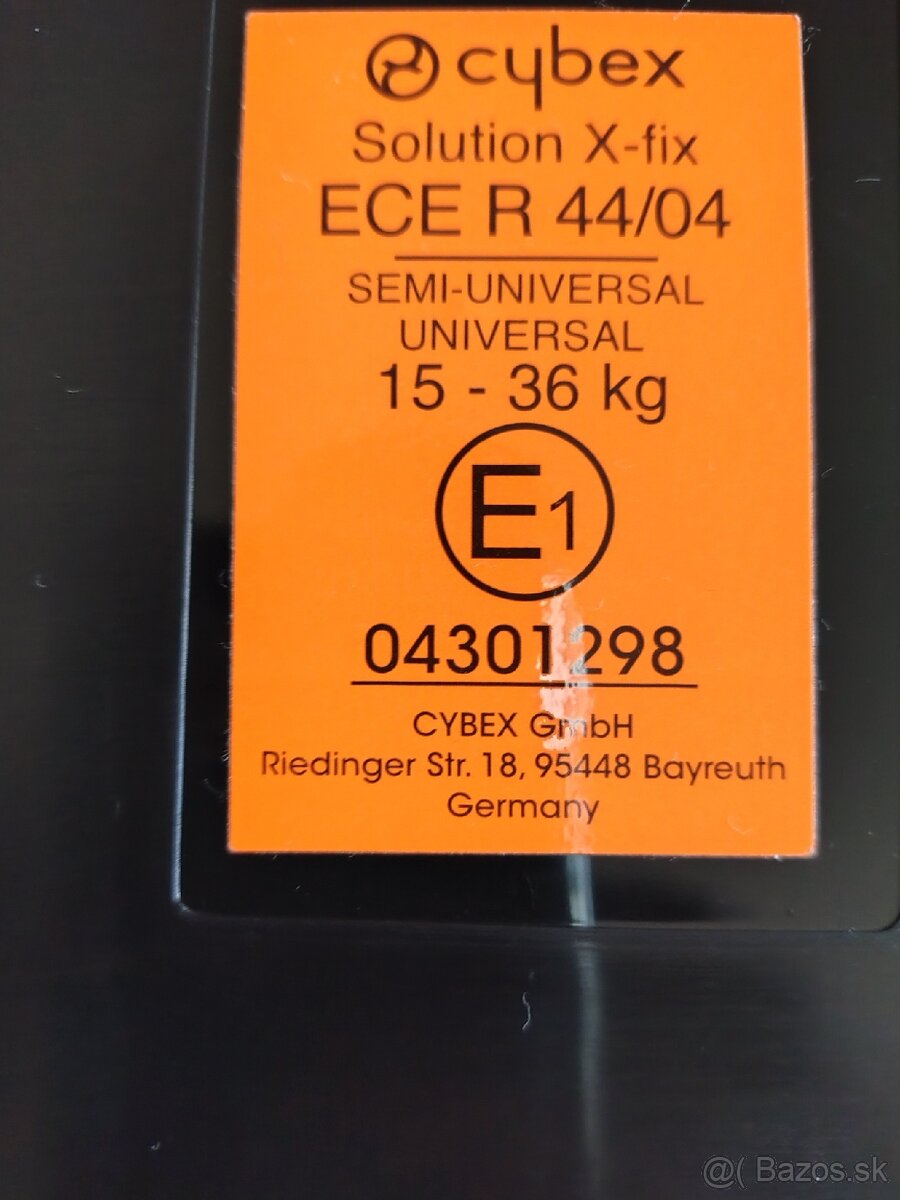 cybex
Solution X-fix
ECE R 44/04
SEMI-UNIVERSAL
UNIVERSAL
15 - 36 kg
E1
04301298
CYBEX GmbH
Riedinger Str. 18, 95448 Bayreuth
Germany
@( Bazos.sk